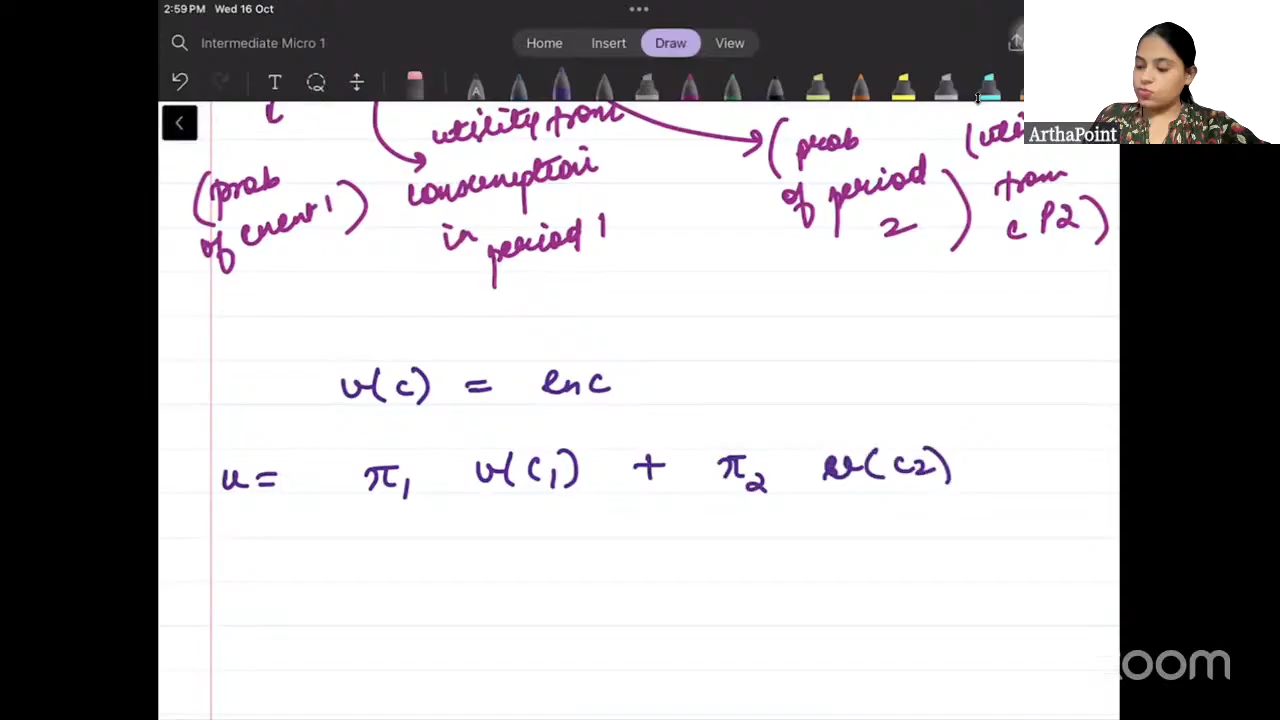 2:59 PM Wed 16 Oct
Intermediate Micro 1
Home Insert Draw View
T
A
ArthaPoint
utility from
consumption
in period 1
(prob
of event 1)
(prob
of period
2)
from
c P2)
v(c) = ln c
u = π₁ v(c₁) + π₂ v(c2)
zoom